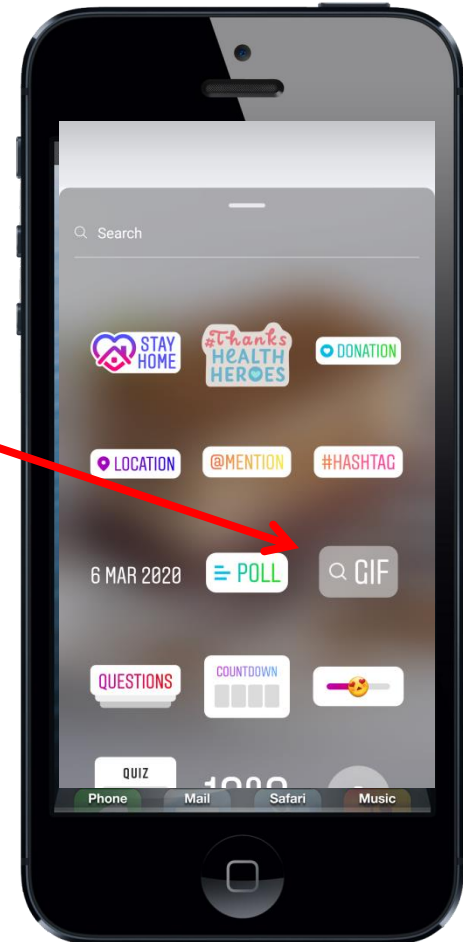 Search
STAY
HOME
#Thanks
HEALTH
HEROES
DONATION
LOCATION
@MENTION
#HASHTAG
6 MAR 2020
POLL
GIF
QUESTIONS
COUNTDOWN
QUIZ
Phone Mail Safari Music